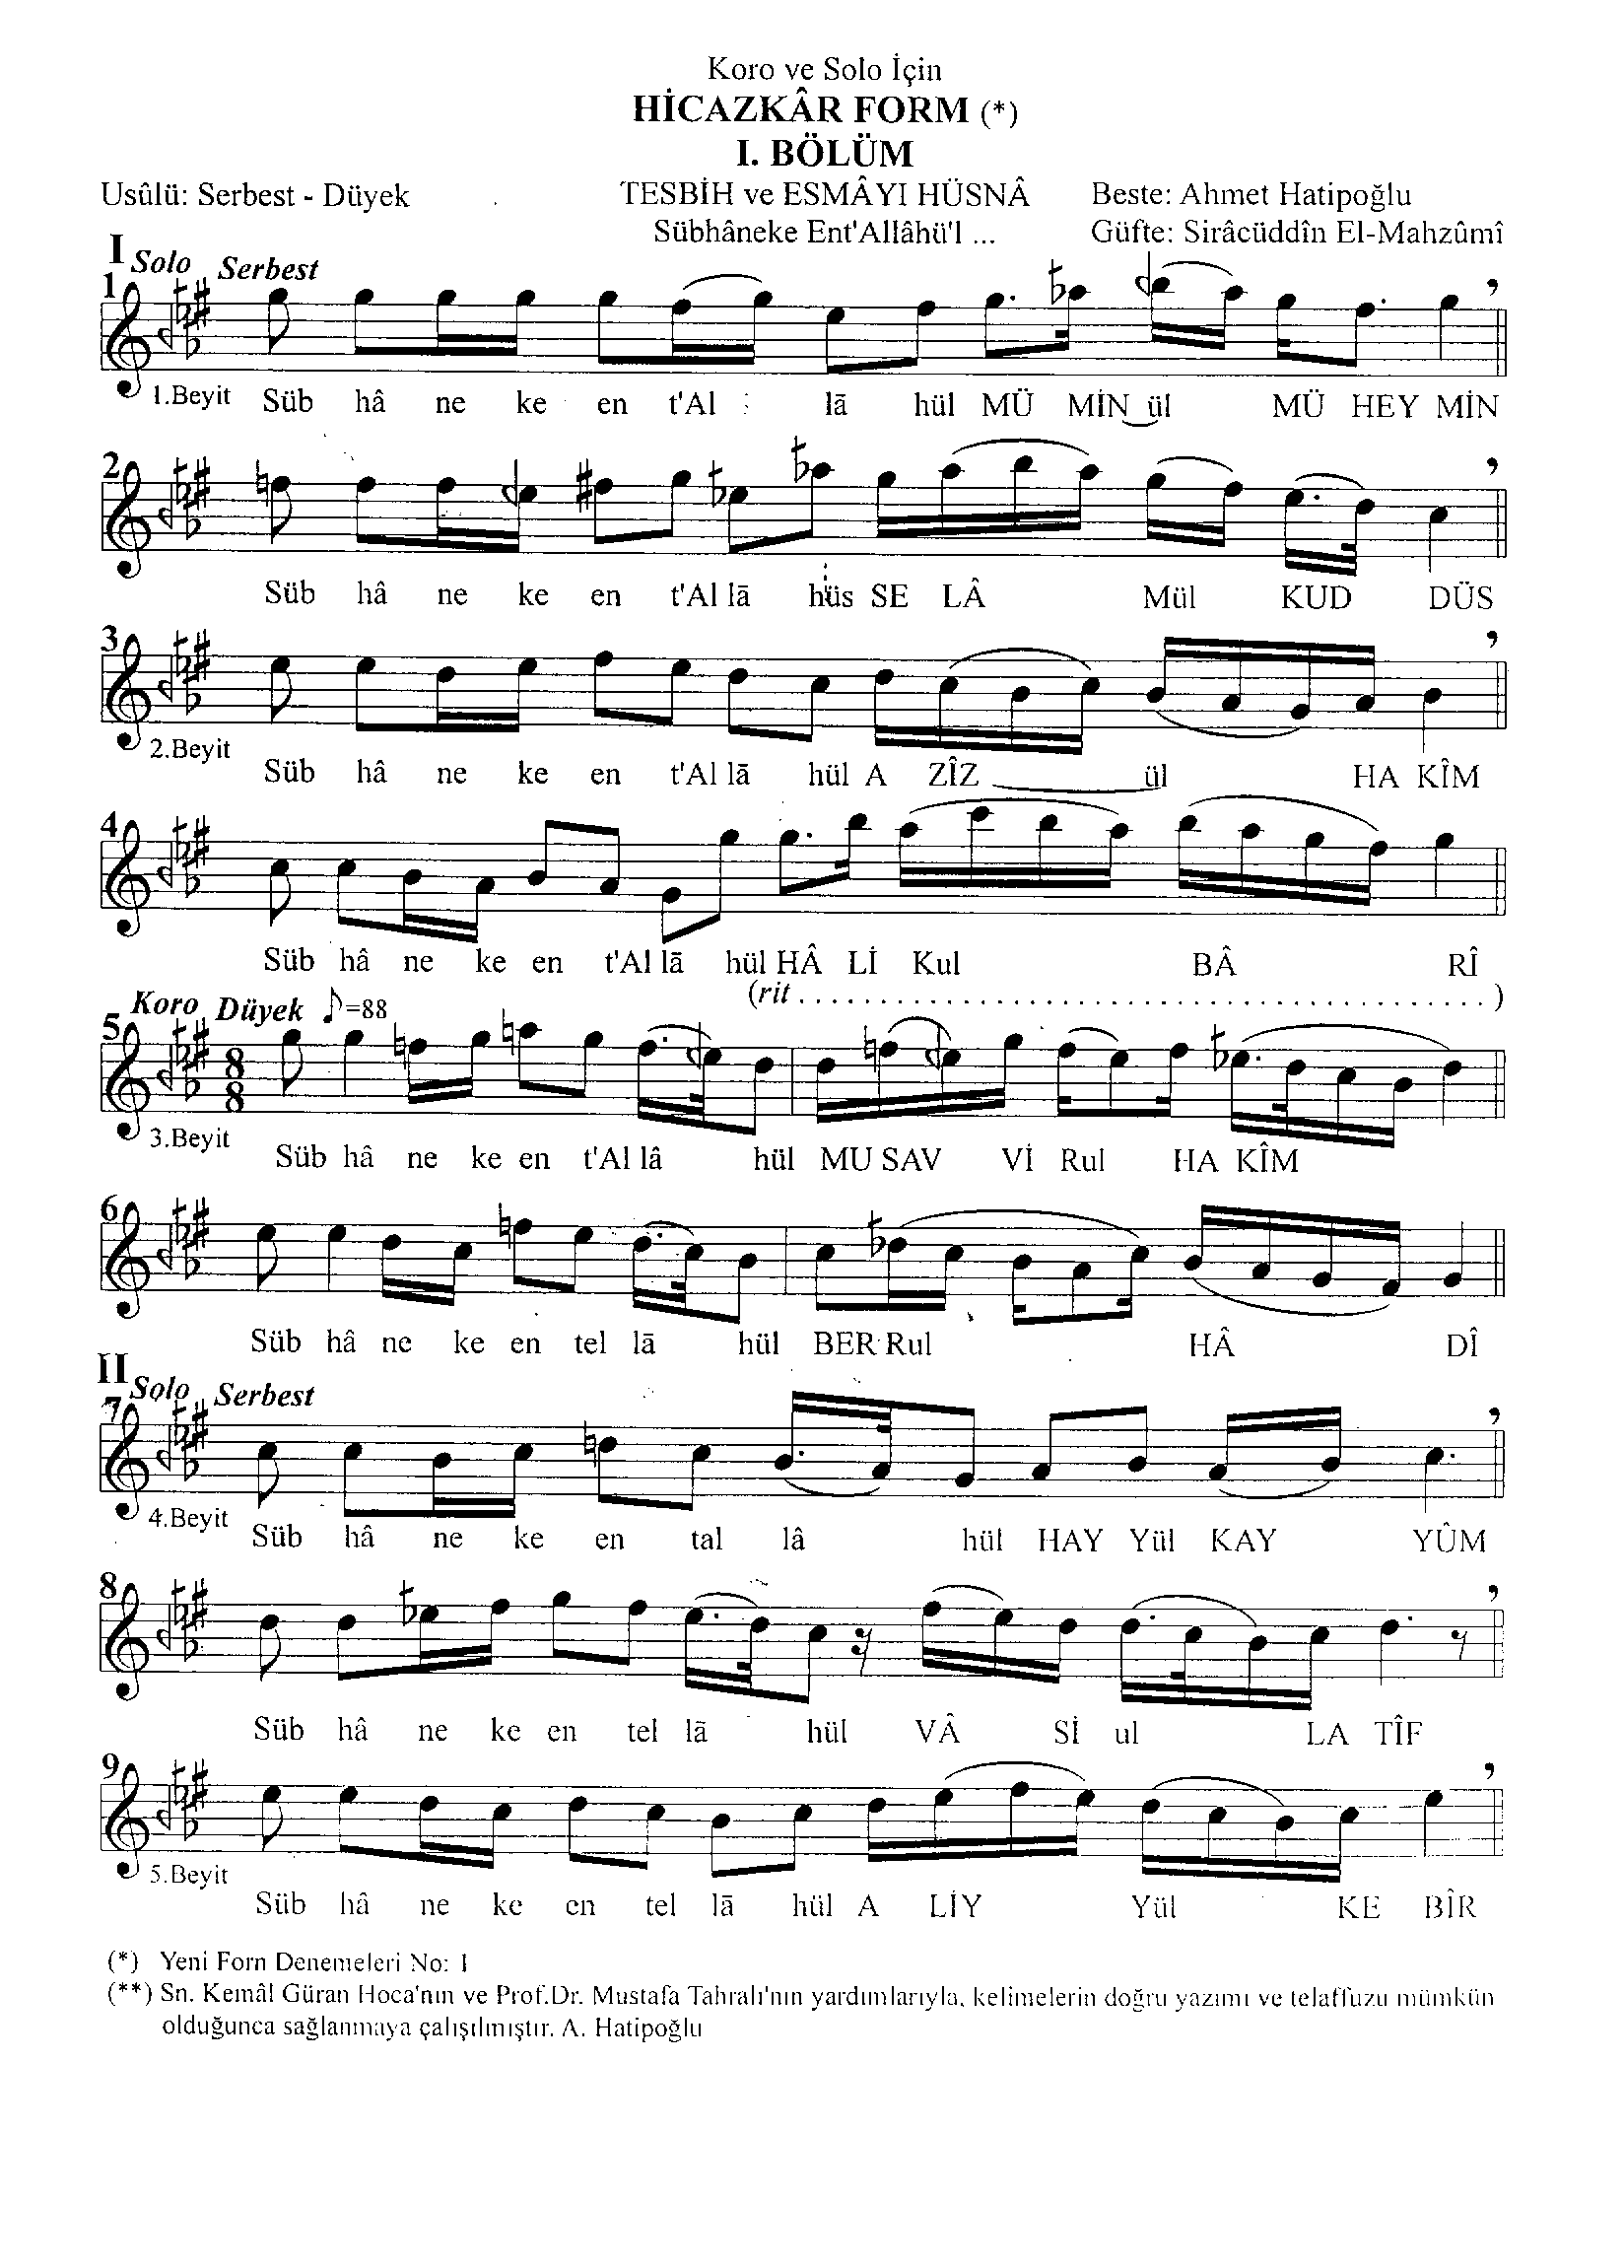 Koro ve Solo İçin
HİCAZKÂR FORM (*)
I. BÖLÜM
Usûlü: Serbest - Düyek TESBİH ve ESMÂYI HÜSNÂ Beste: Ahmet Hatipoğlu
Sübhâneke Ent'Allâhü'l ... Güfte: Sirâcüddîn El-Mahzûmî
I Solo Serbest
1
1.Beyit Süb hâ ne ke en t'Al lā hül MÜ MİN ül MÜ HEY MİN
2
Süb hâ ne ke en t'Al lā hüs SE LÂ Mül KUD DÜS
3
2.Beyit Süb hâ ne ke en t'Al lā hül A ZÎZ ül HA KÎM
4
Süb hâ ne ke en t'Al lā hül HÂ Lİ Kul BÂ RÎ
Koro Düyek ♪=88 (rit . . . . . . . . . . . . . . . . . . . . . . . . . . . . . . . . . . . . )
5
8
8
3.Beyit Süb hâ ne ke en t'Al lâ hül MU SAV Vİ Rul HA KÎM
6
Süb hâ ne ke en tel lā hül BER Rul HÂ DÎ
II Solo Serbest
7
4.Beyit Süb hâ ne ke en tal lâ hül HAY Yül KAY YÛM
8
Süb hâ ne ke en tel lā hül VÂ Sİ ul LA TÎF
9
5.Beyit Süb hâ ne ke en tel lā hül A LİY Yül KE BÎR
(*) Yeni Forn Denemeleri No: 1
(**) Sn. Kemâl Güran Hoca'nın ve Prof.Dr. Mustafa Tahralı'nın yardımlarıyla, kelimelerin doğru yazımı ve telaffuzu mümkün
olduğunca sağlanmaya çalışılmıştır. A. Hatipoğlu